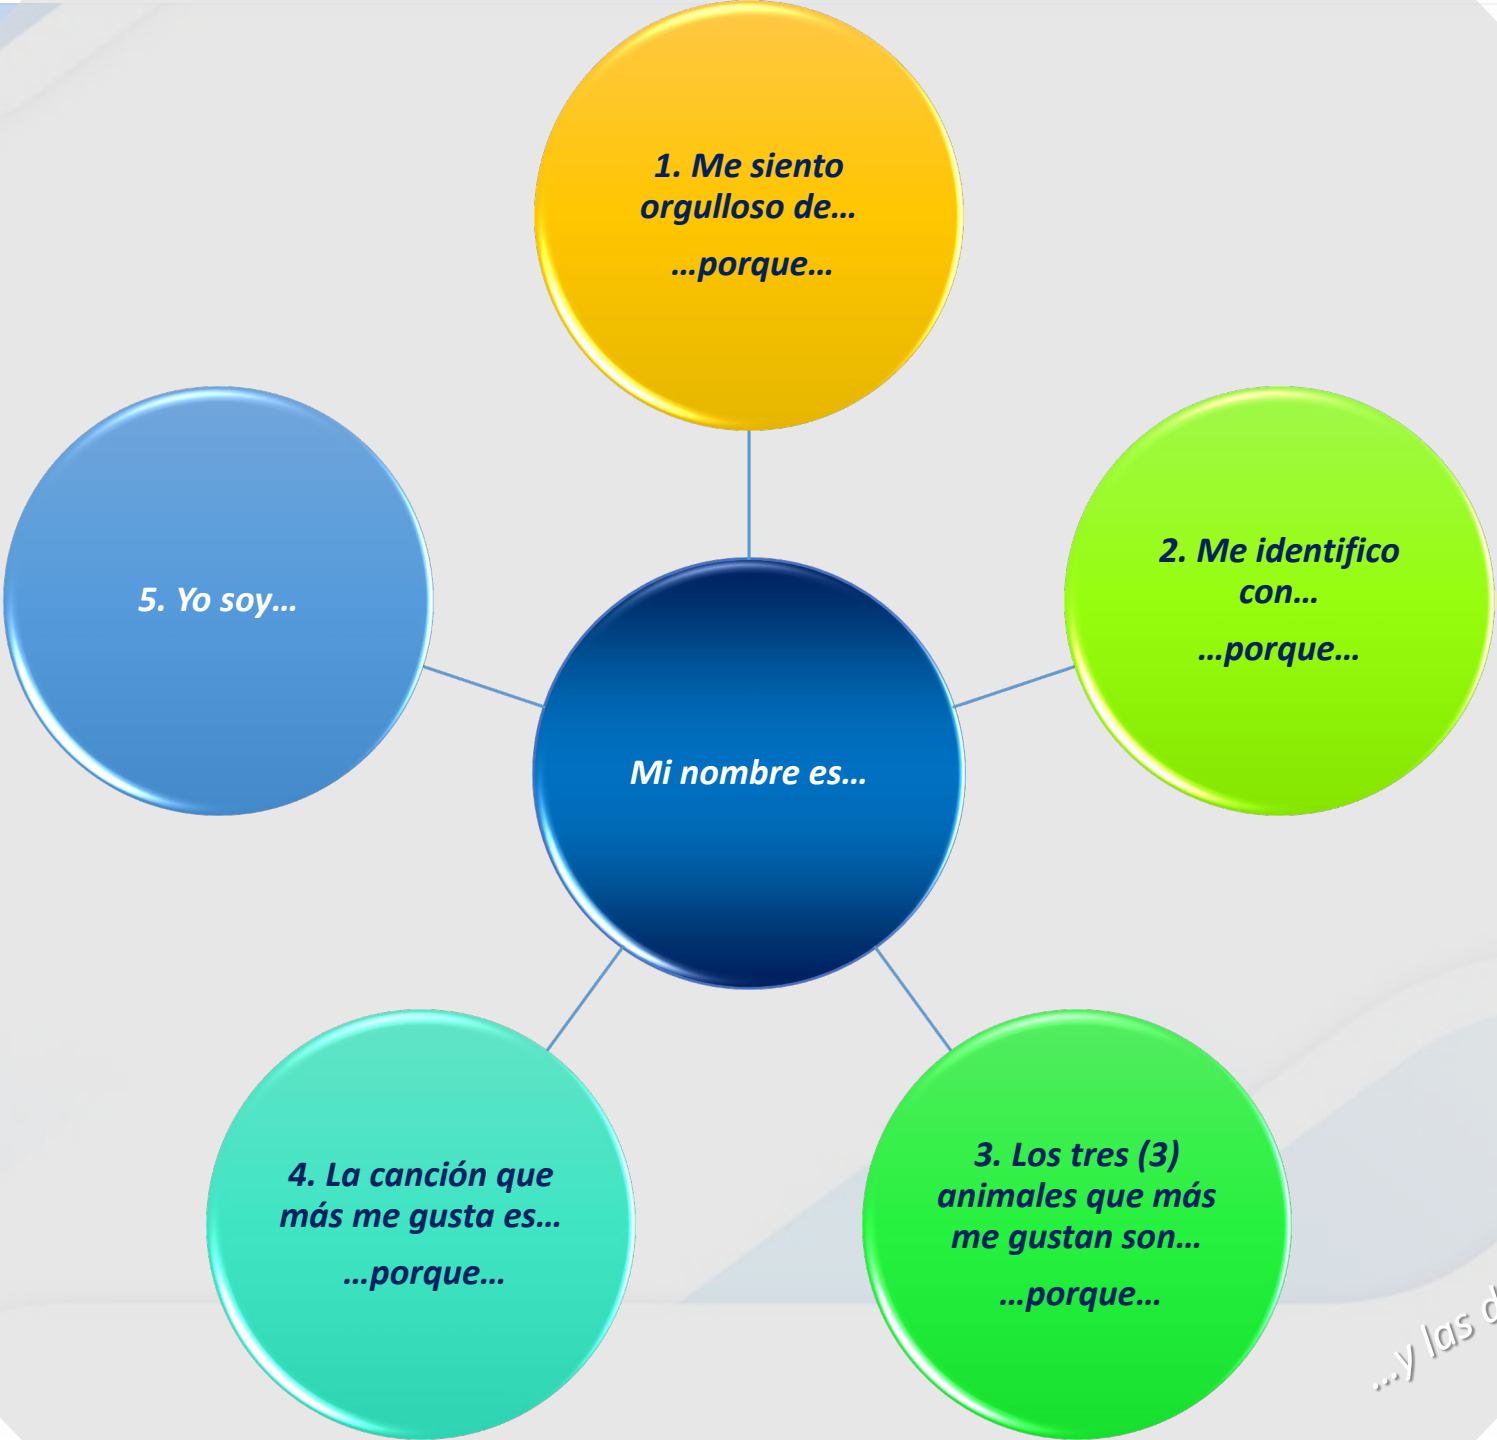 1. Me siento
orgulloso de...
...porque...
2. Me identifico
con...
...porque...
5. Yo soy...
Mi nombre es...
3. Los tres (3)
animales que más
me gustan son...
...porque...
4. La canción que
más me gusta es...
...porque...
...y las